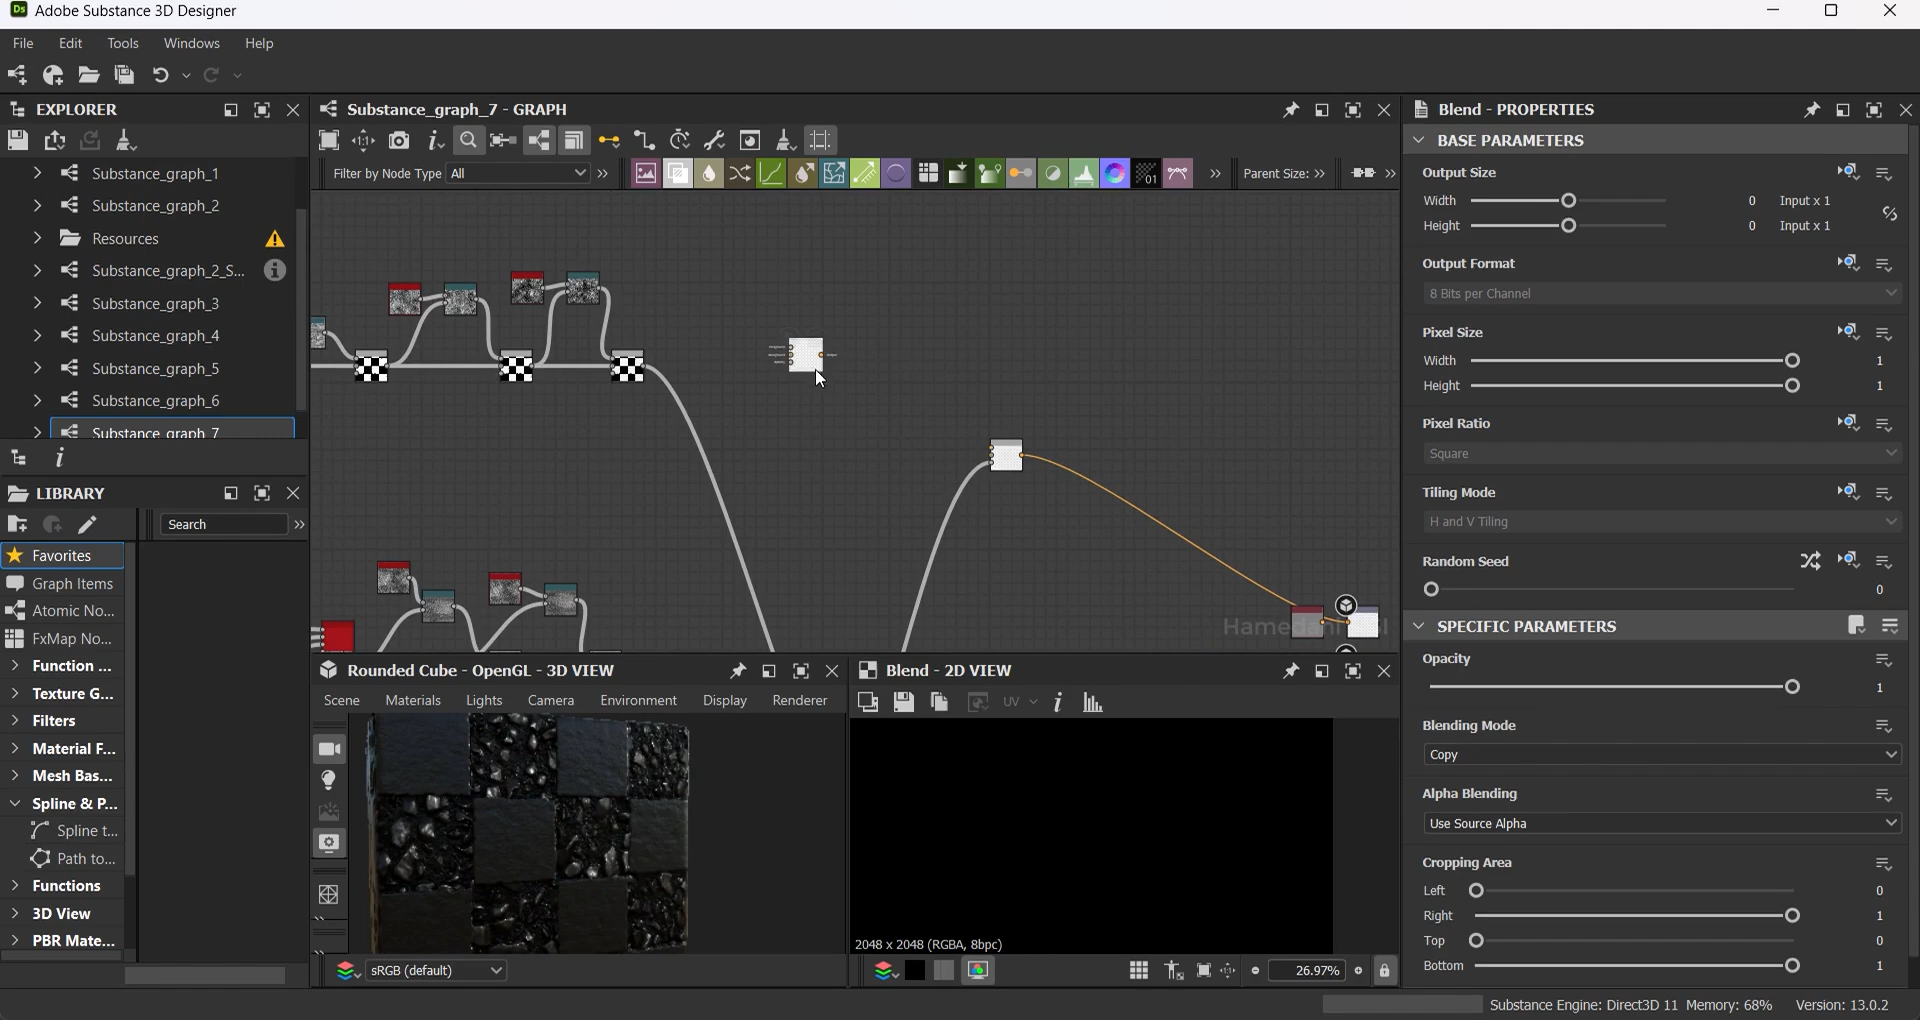 Ds Adobe Substance 3D Designer
File Edit Tools Windows Help
EXPLORER
Substance_graph_1
Substance_graph_2
Resources
Substance_graph_2_S...
Substance_graph_3
Substance_graph_4
Substance_graph_5
Substance_graph_6
Substance_graph_7
LIBRARY
Search
Favorites
Graph Items
Atomic No...
FxMap No...
Function ...
Texture G...
Filters
Material F...
Mesh Bas...
Spline & P...
Spline t...
Path to...
Functions
3D View
PBR Mate...
Substance_graph_7 - GRAPH
Filter by Node Type All
01
Parent Size:
Rounded Cube - OpenGL - 3D VIEW
Scene Materials Lights Camera Environment Display Renderer
sRGB (default)
Blend - 2D VIEW
UV
2048 x 2048 (RGBA, 8bpc)
26.97%
Blend - PROPERTIES
BASE PARAMETERS
Output Size
Width 0 Input x 1
Height 0 Input x 1
Output Format
8 Bits per Channel
Pixel Size
Width 1
Height 1
Pixel Ratio
Square
Tiling Mode
H and V Tiling
Random Seed
0
SPECIFIC PARAMETERS
Opacity
1
Blending Mode
Copy
Alpha Blending
Use Source Alpha
Cropping Area
Left 0
Right 1
Top 0
Bottom 1
Substance Engine: Direct3D 11 Memory: 68% Version: 13.0.2